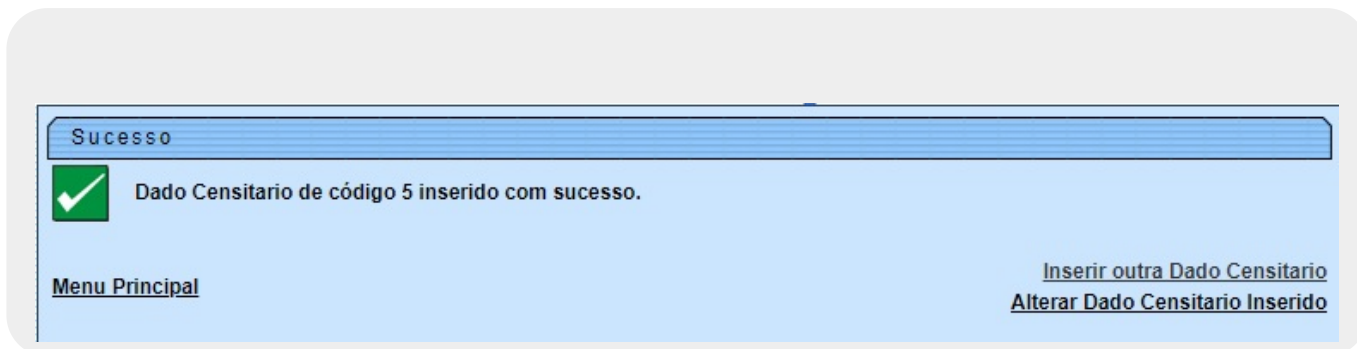 Sucesso
Dado Censitario de código 5 inserido com sucesso.
Menu Principal
Inserir outra Dado Censitario
Alterar Dado Censitario Inserido